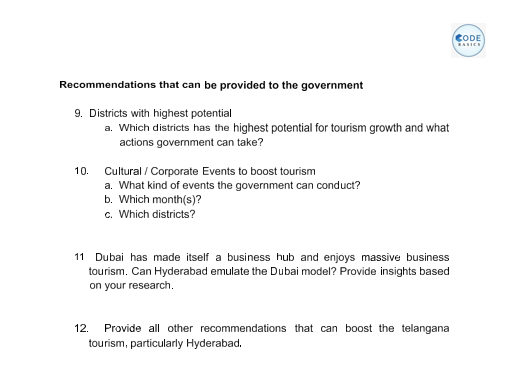 CODE
BASICS
Recommendations that can be provided to the government
9. Districts with highest potential
a. Which districts has the highest potential for tourism growth and what
actions government can take?
10. Cultural / Corporate Events to boost tourism
a. What kind of events the government can conduct?
b. Which month(s)?
c. Which districts?
11 Dubai has made itself a business hub and enjoys massive business
tourism. Can Hyderabad emulate the Dubai model? Provide insights based
on your research.
12. Provide all other recommendations that can boost the telangana
tourism, particularly Hyderabad.